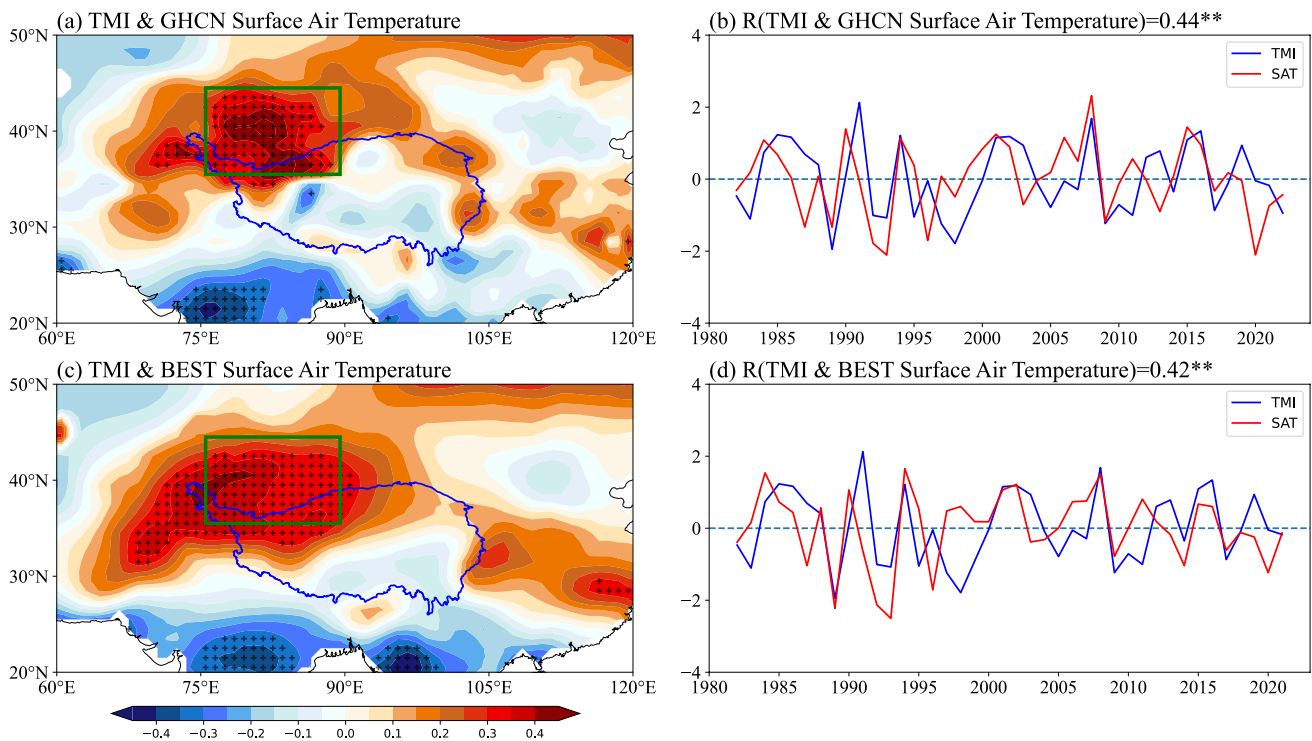 (a) TMI & GHCN Surface Air Temperature
50°N
40°N
30°N
20°N
60°E 75°E 90°E 105°E 120°E
(b) R(TMI & GHCN Surface Air Temperature)=0.44**
TMI
SAT
4
2
0
−2
−4
1980 1985 1990 1995 2000 2005 2010 2015 2020
(c) TMI & BEST Surface Air Temperature
50°N
40°N
30°N
20°N
60°E 75°E 90°E 105°E 120°E
−0.4 −0.3 −0.2 −0.1 0.0 0.1 0.2 0.3 0.4
(d) R(TMI & BEST Surface Air Temperature)=0.42**
TMI
SAT
4
2
0
−2
−4
1980 1985 1990 1995 2000 2005 2010 2015 2020